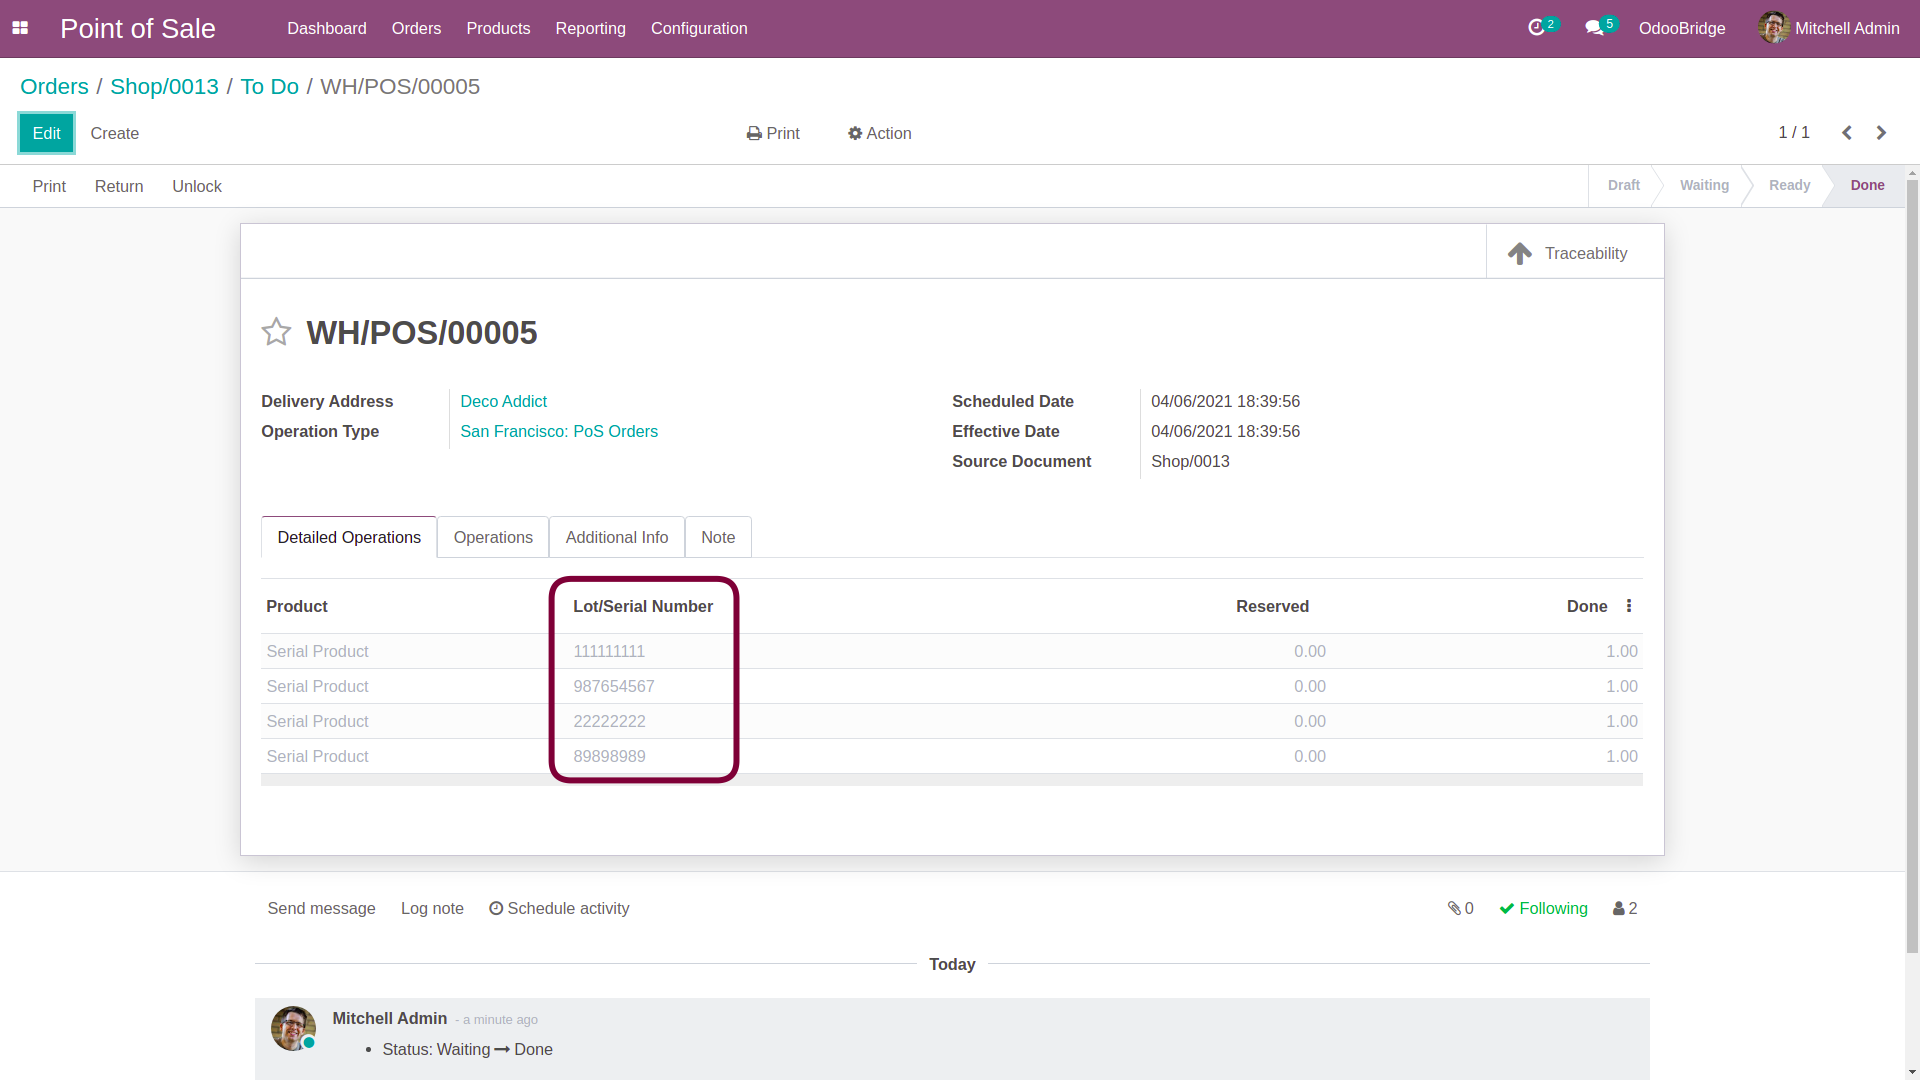 Point of Sale Dashboard Orders Products Reporting Configuration 2 5 OdooBridge Mitchell Admin
Orders / Shop/0013 / To Do / WH/POS/00005
Edit Create Print Action 1 / 1
Print Return Unlock Draft Waiting Ready Done
Traceability
WH/POS/00005
Delivery Address Deco Addict Scheduled Date 04/06/2021 18:39:56
Operation Type San Francisco: PoS Orders Effective Date 04/06/2021 18:39:56
Source Document Shop/0013
Detailed Operations Operations Additional Info Note
Product Lot/Serial Number Reserved Done
Serial Product 111111111 0.00 1.00
Serial Product 987654567 0.00 1.00
Serial Product 22222222 0.00 1.00
Serial Product 89898989 0.00 1.00
Send message Log note Schedule activity 0 Following 2
Today
Mitchell Admin - a minute ago
• Status: Waiting → Done